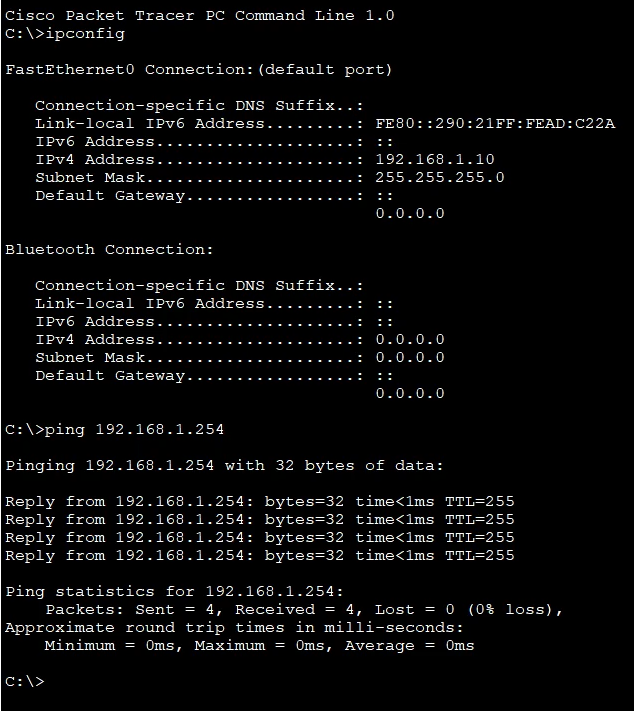 Cisco Packet Tracer PC Command Line 1.0
C:\>ipconfig
FastEthernet0 Connection:(default port)
Connection-specific DNS Suffix..:
Link-local IPv6 Address.........: FE80::290:21FF:FEAD:C22A
IPv6 Address....................: ::
IPv4 Address....................: 192.168.1.10
Subnet Mask.....................: 255.255.255.0
Default Gateway.................: ::
0.0.0.0
Bluetooth Connection:
Connection-specific DNS Suffix..:
Link-local IPv6 Address.........: ::
IPv6 Address....................: ::
IPv4 Address....................: 0.0.0.0
Subnet Mask.....................: 0.0.0.0
Default Gateway.................: ::
0.0.0.0
C:\>ping 192.168.1.254
Pinging 192.168.1.254 with 32 bytes of data:
Reply from 192.168.1.254: bytes=32 time<1ms TTL=255
Reply from 192.168.1.254: bytes=32 time<1ms TTL=255
Reply from 192.168.1.254: bytes=32 time<1ms TTL=255
Reply from 192.168.1.254: bytes=32 time<1ms TTL=255
Ping statistics for 192.168.1.254:
Packets: Sent = 4, Received = 4, Lost = 0 (0% loss),
Approximate round trip times in milli-seconds:
Minimum = 0ms, Maximum = 0ms, Average = 0ms
C:\>